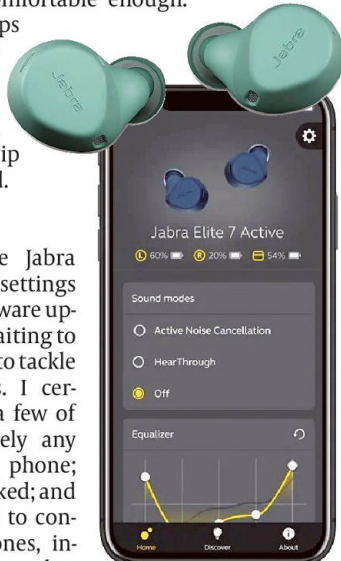 omfortable enough.
ps
Jabra
Jabra
ip
l.
Jabra Elite 7 Active
L 60% R 20% 54%
Sound modes
Active Noise Cancellation
HearThrough
Off
Equalizer
Home Discover About
e Jabra
settings
ware up-
aiting to
to tackle
s. I cer-
a few of
ely any
phone;
ked; and
to con-
ones, in-